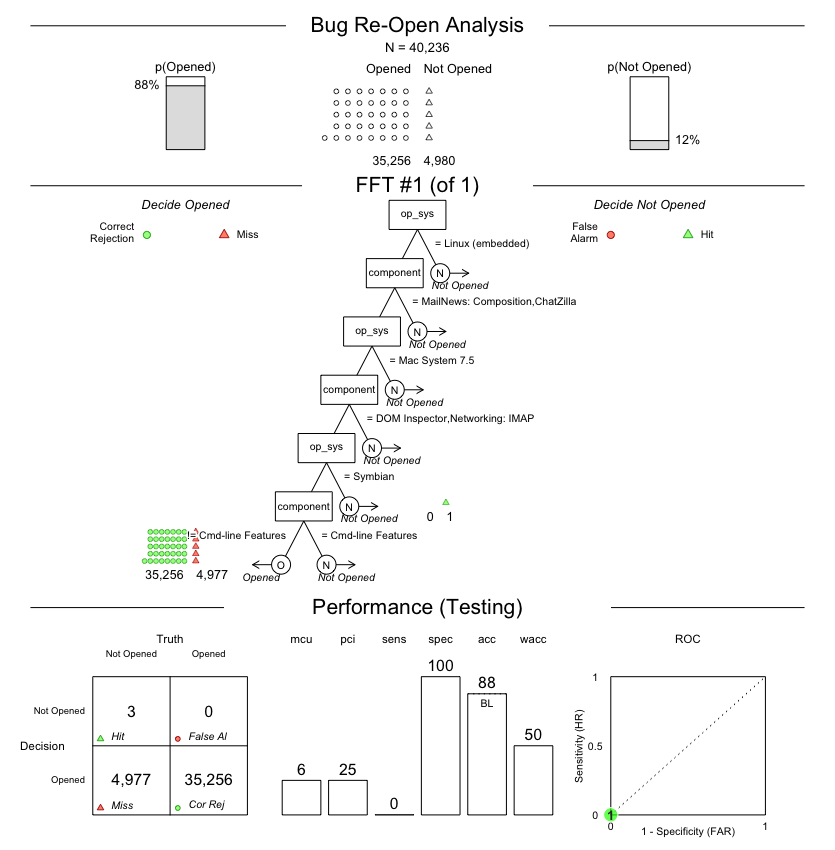 Bug Re-Open Analysis
N = 40,236
p(Opened)
Opened Not Opened
p(Not Opened)
88%
12%
35,256 4,980
FFT #1 (of 1)
Decide Opened
Decide Not Opened
Correct
Rejection
Miss
False
Alarm
Hit
op_sys
= Linux (embedded)
component
N
Not Opened
= MailNews: Composition,ChatZilla
op_sys
N
Not Opened
= Mac System 7.5
component
N
Not Opened
= DOM Inspector,Networking: IMAP
op_sys
N
Not Opened
= Symbian
component
N
Not Opened
0 1
!= Cmd-line Features
= Cmd-line Features
O
N
35,256 4,977
Opened
Not Opened
Performance (Testing)
Truth
Not Opened Opened
mcu pci sens spec acc wacc
ROC
Decision
Not Opened
3
Hit
0
False Al
Opened
4,977
Miss
35,256
Cor Rej
6
25
0
100
88
BL
50
Sensitivity (HR)
1
0.5
0
1
0 1
1 - Specificity (FAR)